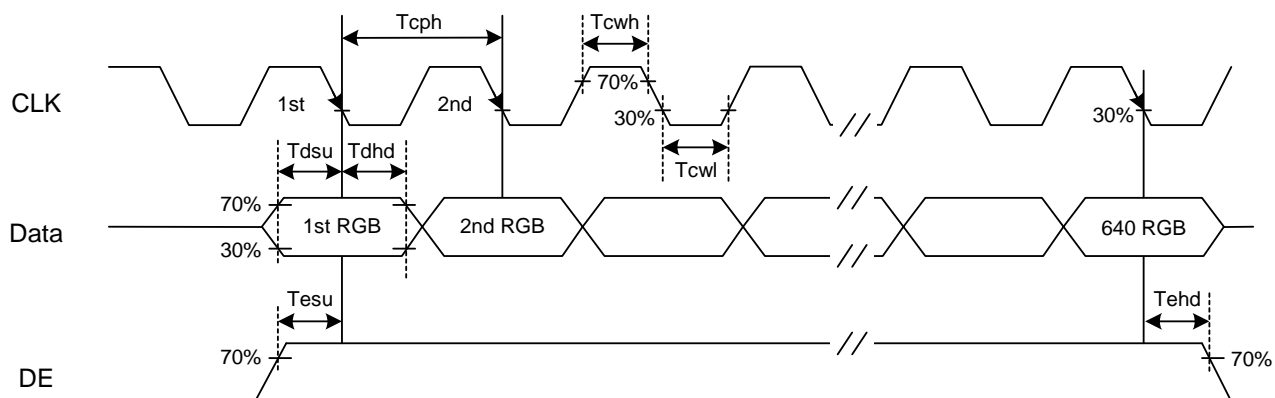 Tcph
Tcwh
CLK
1st
2nd
70%
30%
30%
Tcwl
Tdsu
Tdhd
Data
70%
30%
1st RGB
2nd RGB
640 RGB
Tesu
Tehd
DE
70%
70%